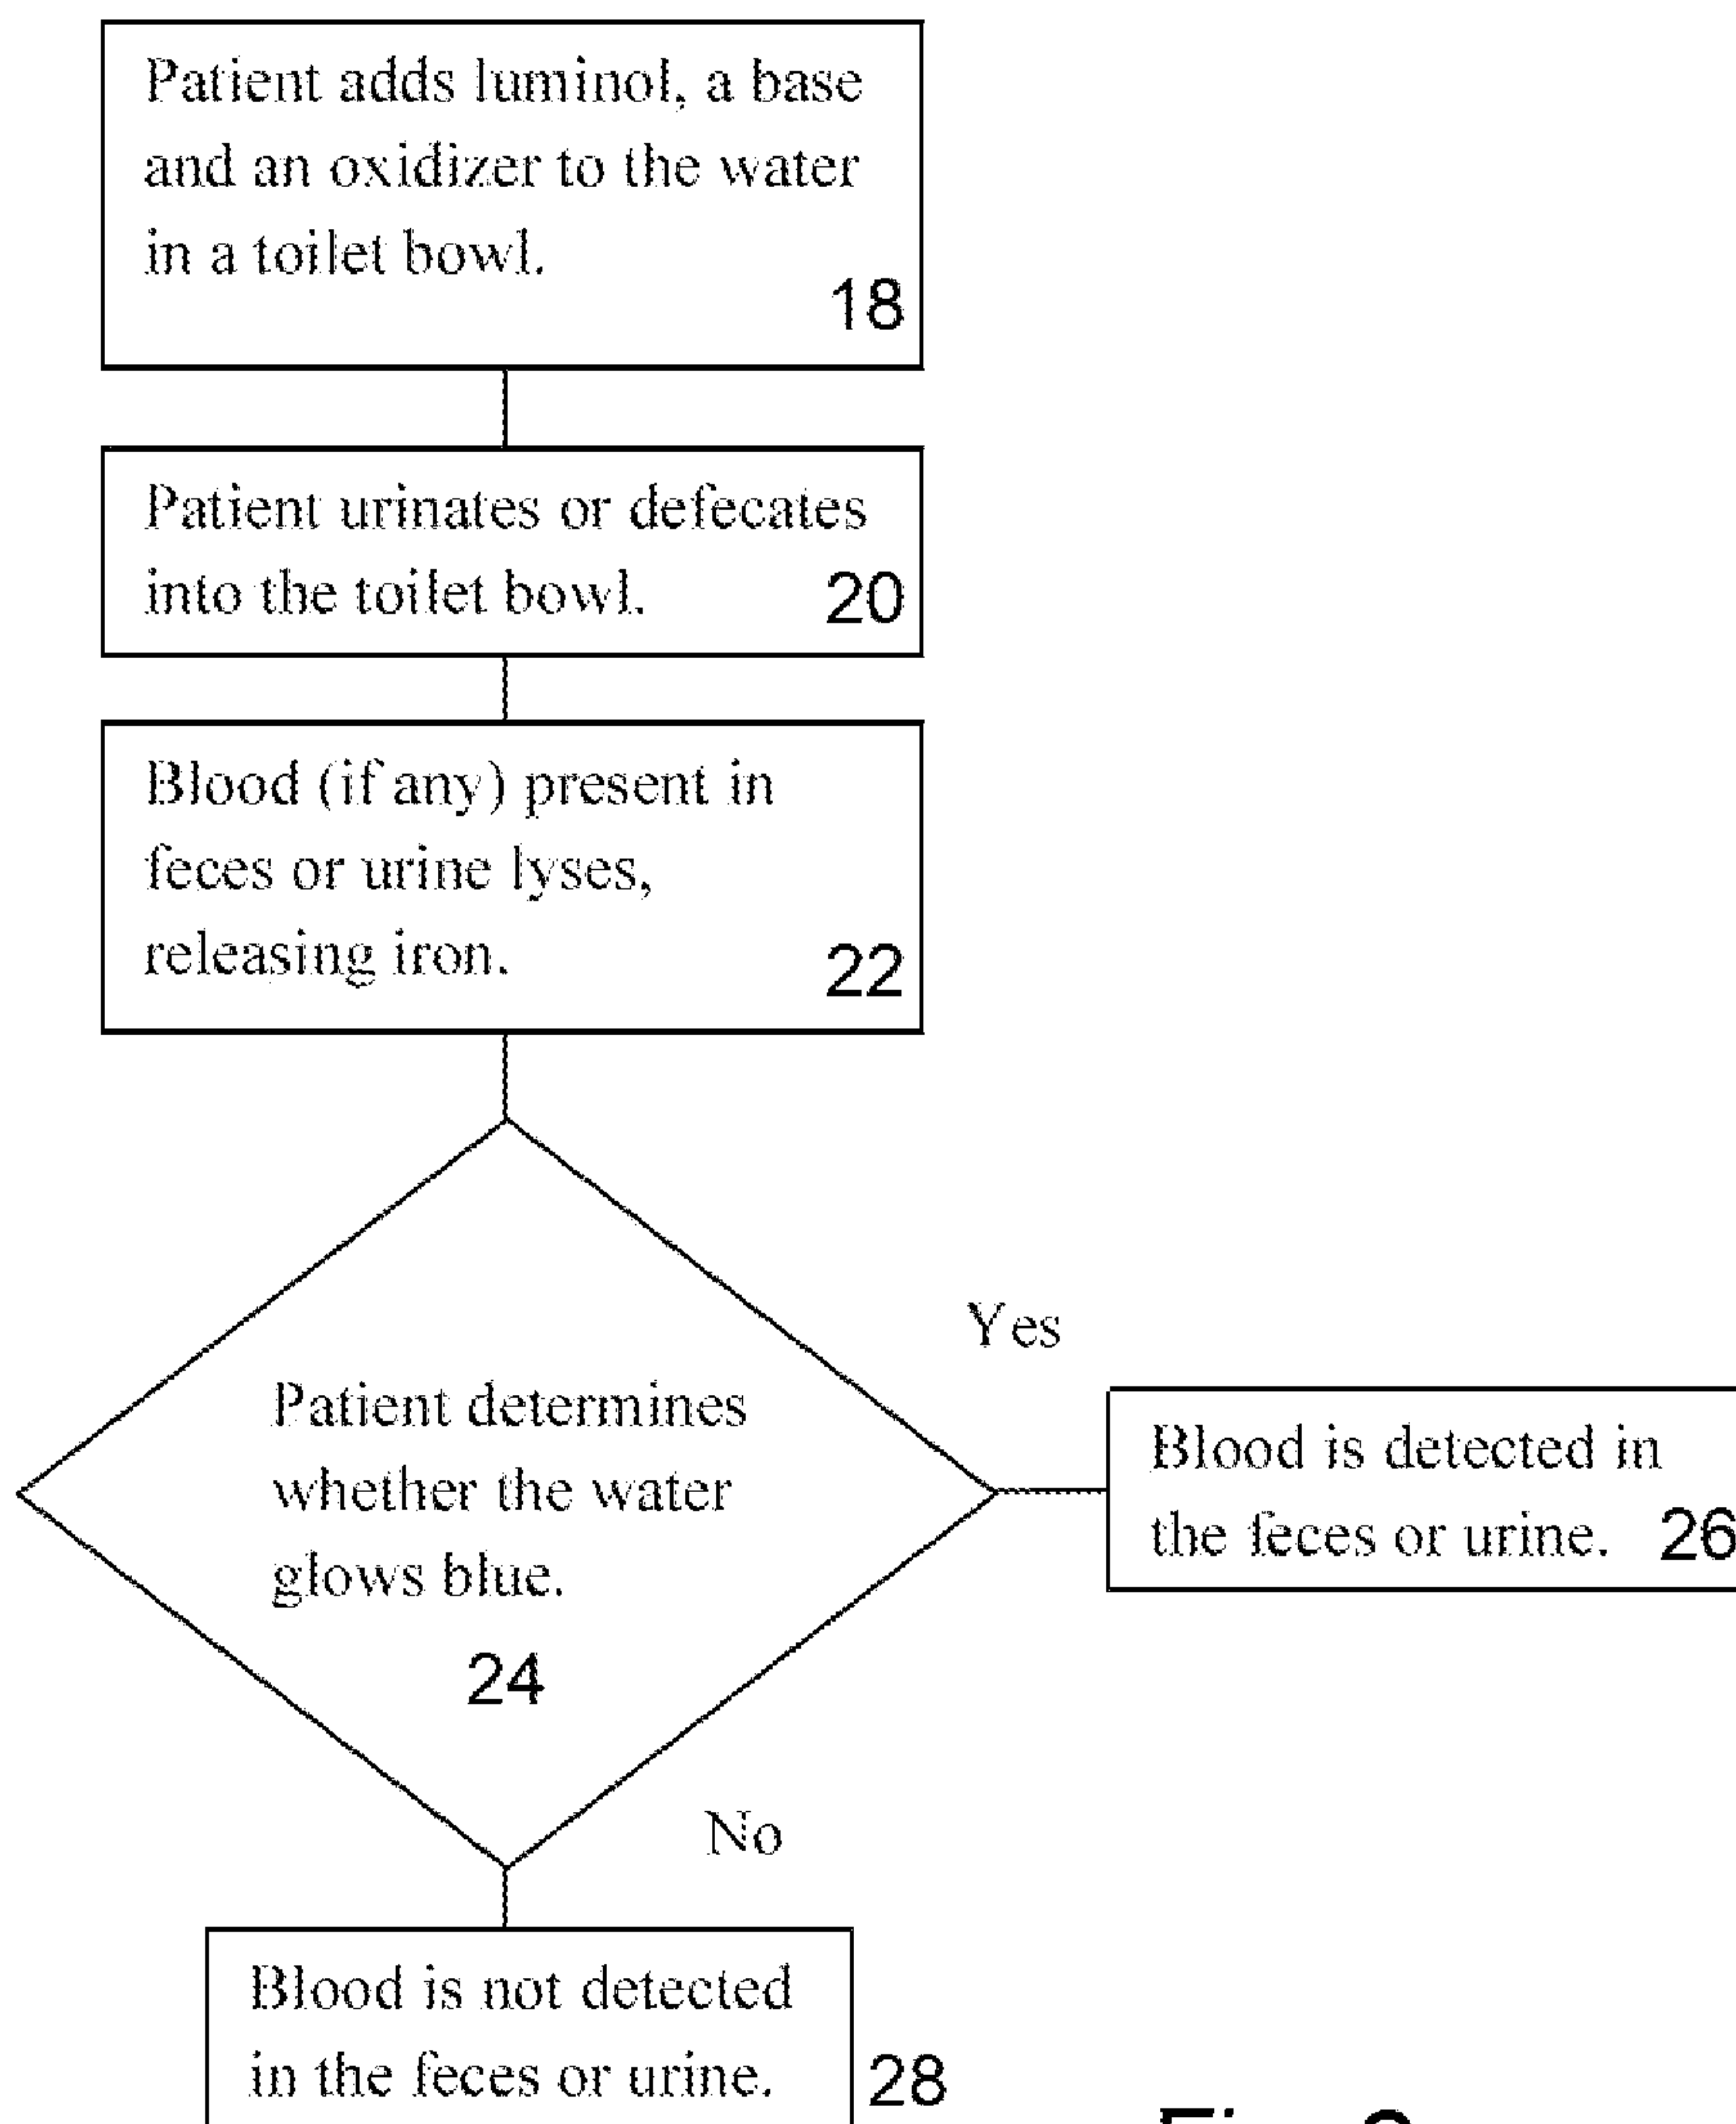 Patient adds luminol, a base
and an oxidizer to the water
in a toilet bowl.
18
Patient urinates or defecates
into the toilet bowl.
20
Blood (if any) present in
feces or urine lyses,
releasing iron.
22
Yes
Patient determines
whether the water
glows blue.
24
Blood is detected in
the feces or urine.
26
No
Blood is not detected
in the feces or urine.
28